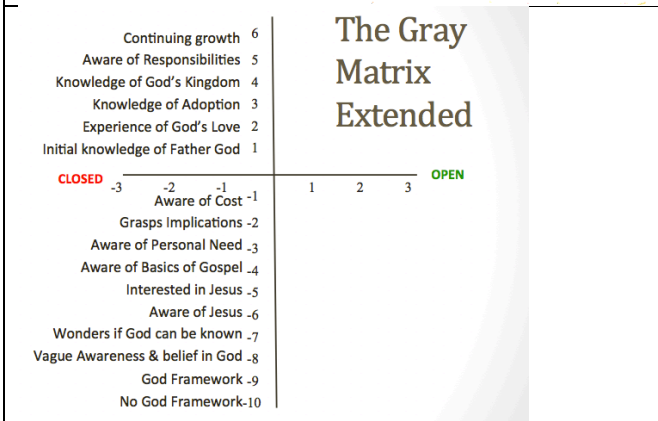 The Gray
Matrix
Extended
Continuing growth 6
Aware of Responsibilities 5
Knowledge of God's Kingdom 4
Knowledge of Adoption 3
Experience of God's Love 2
Initial knowledge of Father God 1
CLOSED -3 -2 -1 1 2 3 OPEN
Aware of Cost -1
Grasps Implications -2
Aware of Personal Need -3
Aware of Basics of Gospel -4
Interested in Jesus -5
Aware of Jesus -6
Wonders if God can be known -7
Vague Awareness & belief in God -8
God Framework -9
No God Framework-10